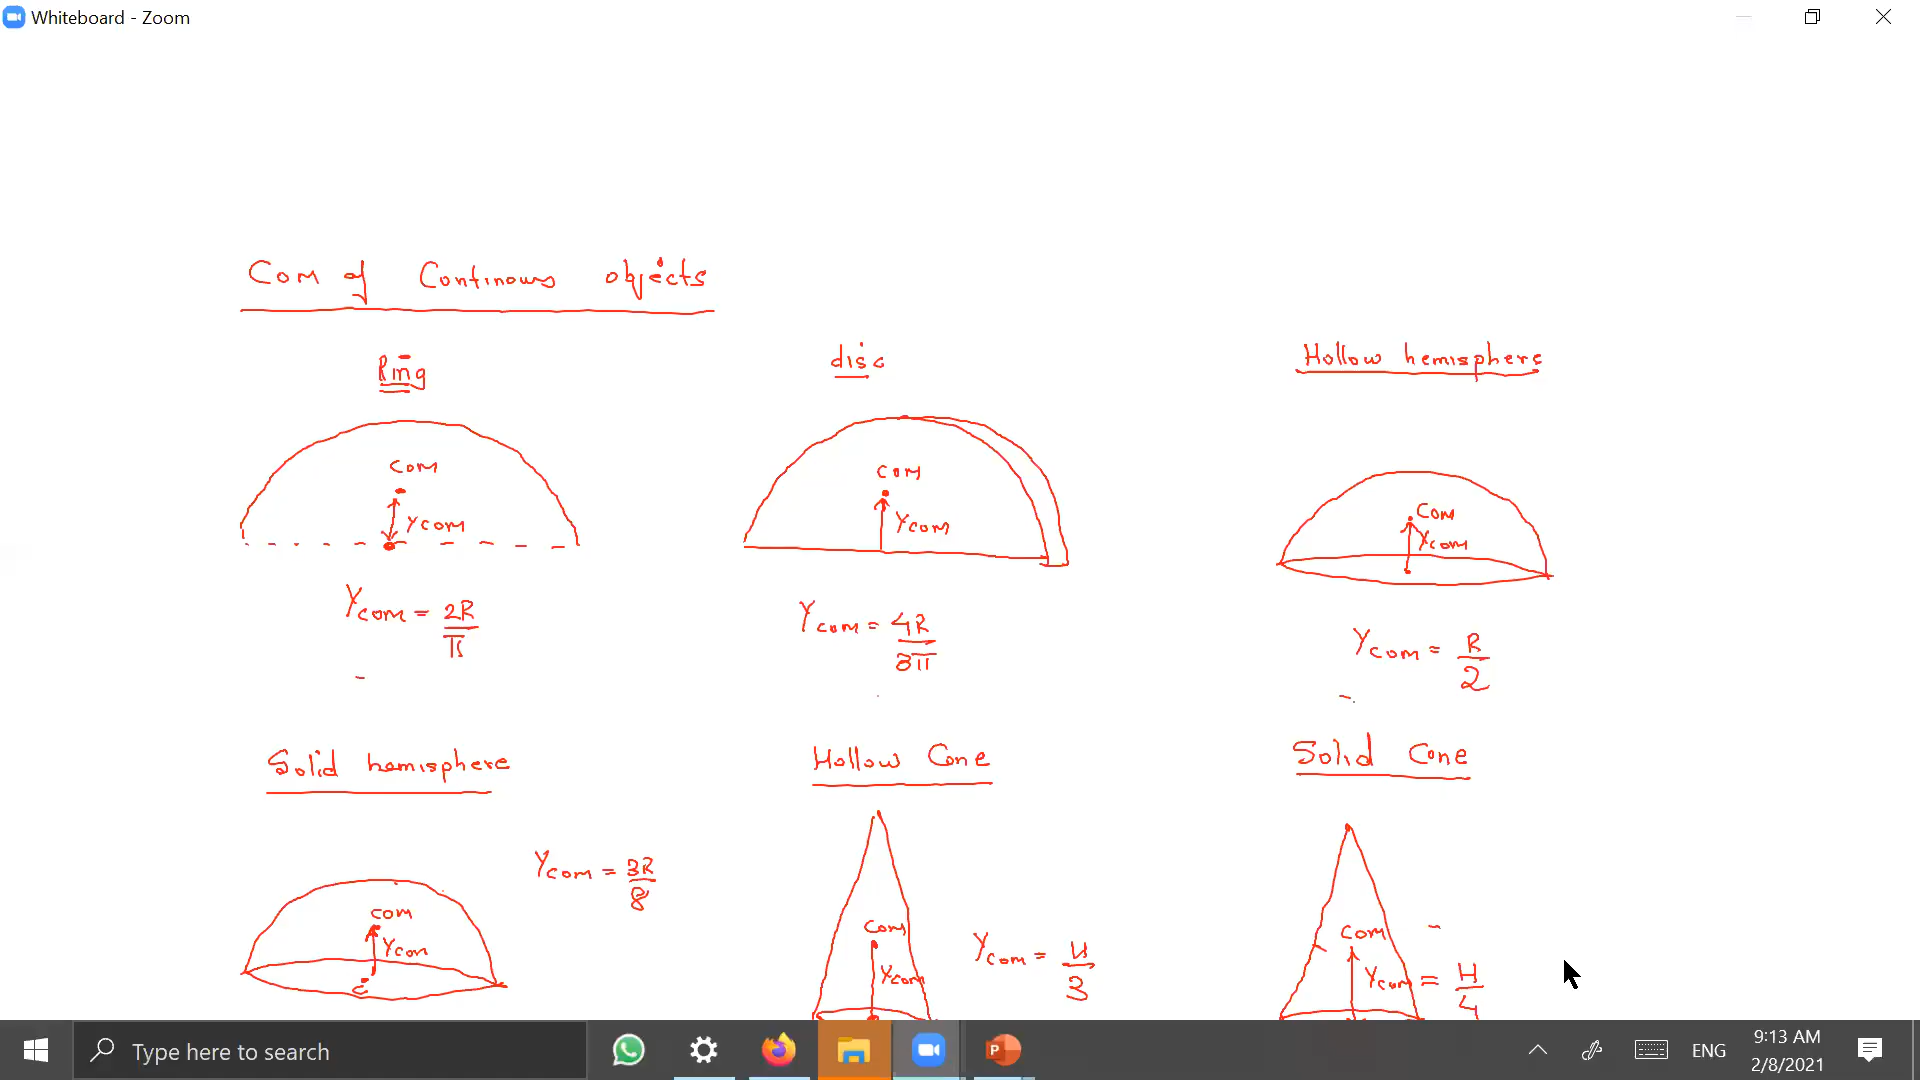 Whiteboard - Zoom
Com of Continous objects
Ring
disc
Hollow hemisphere
com
Ycom
com
Ycom
Com
Ycom
Ycom = 2R/π
Ycom = 4R/3π
Ycom = R/2
Solid hemisphere
Hollow Cone
Solid Cone
Ycom = 3R/8
com
Ycom
c
Com
Ycom
Ycom = H/3
Com
Ycom = H/4
Type here to search
ENG
9:13 AM
2/8/2021